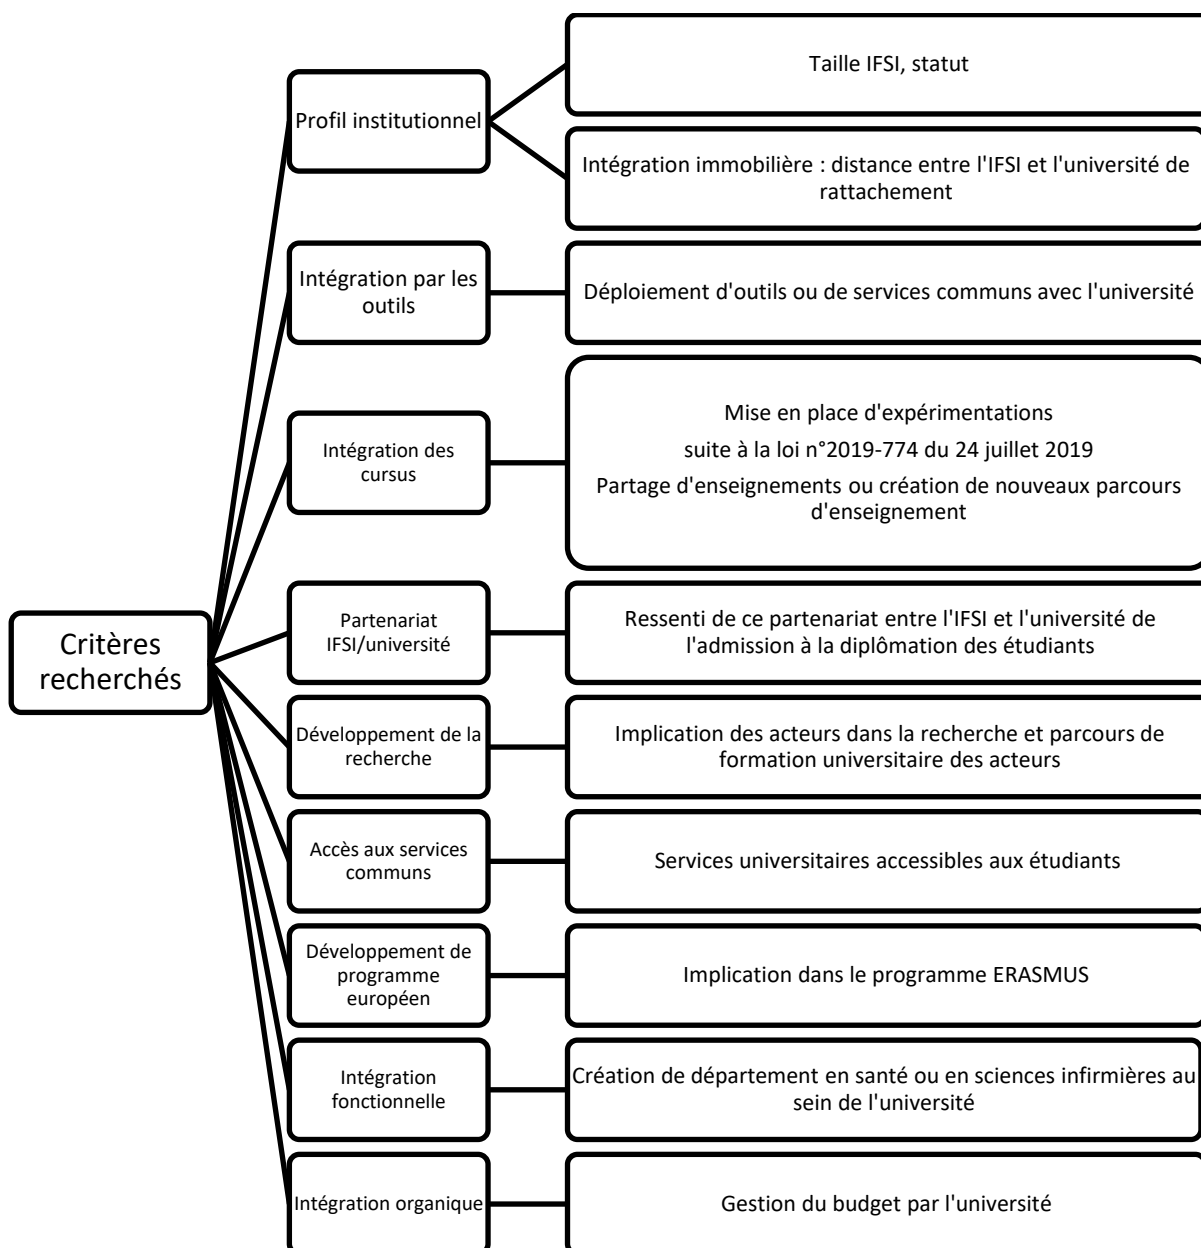 Critères
recherchés
Profil institutionnel
Taille IFSI, statut
Intégration immobilière : distance entre l'IFSI et l'université de
rattachement
Intégration par les
outils
Déploiement d'outils ou de services communs avec l'université
Intégration des
cursus
Mise en place d'expérimentations
suite à la loi n°2019-774 du 24 juillet 2019
Partage d'enseignements ou création de nouveaux parcours
d'enseignement
Partenariat
IFSI/université
Ressenti de ce partenariat entre l'IFSI et l'université de
l'admission à la diplômation des étudiants
Développement de la
recherche
Implication des acteurs dans la recherche et parcours de
formation universitaire des acteurs
Accès aux services
communs
Services universitaires accessibles aux étudiants
Développement de
programme
européen
Implication dans le programme ERASMUS
Intégration
fonctionnelle
Création de département en santé ou en sciences infirmières au
sein de l'université
Intégration organique
Gestion du budget par l'université